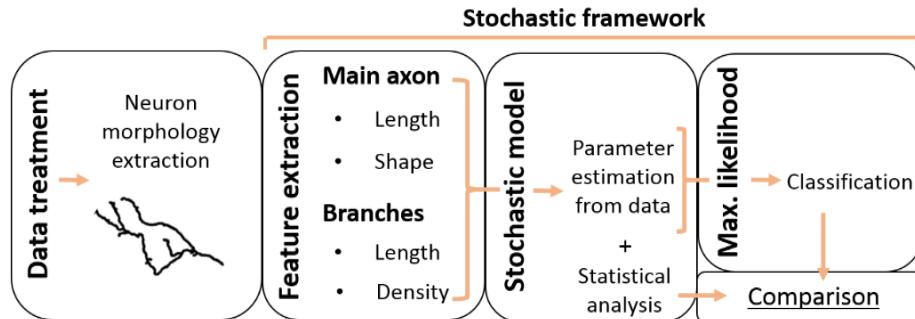 Stochastic framework
Data treatment
Neuron
morphology
extraction
Feature extraction
Main axon
• Length
• Shape
Branches
• Length
• Density
Stochastic model
Parameter
estimation
from data
+
Statistical
analysis
Max. likelihood
Classification
Comparison